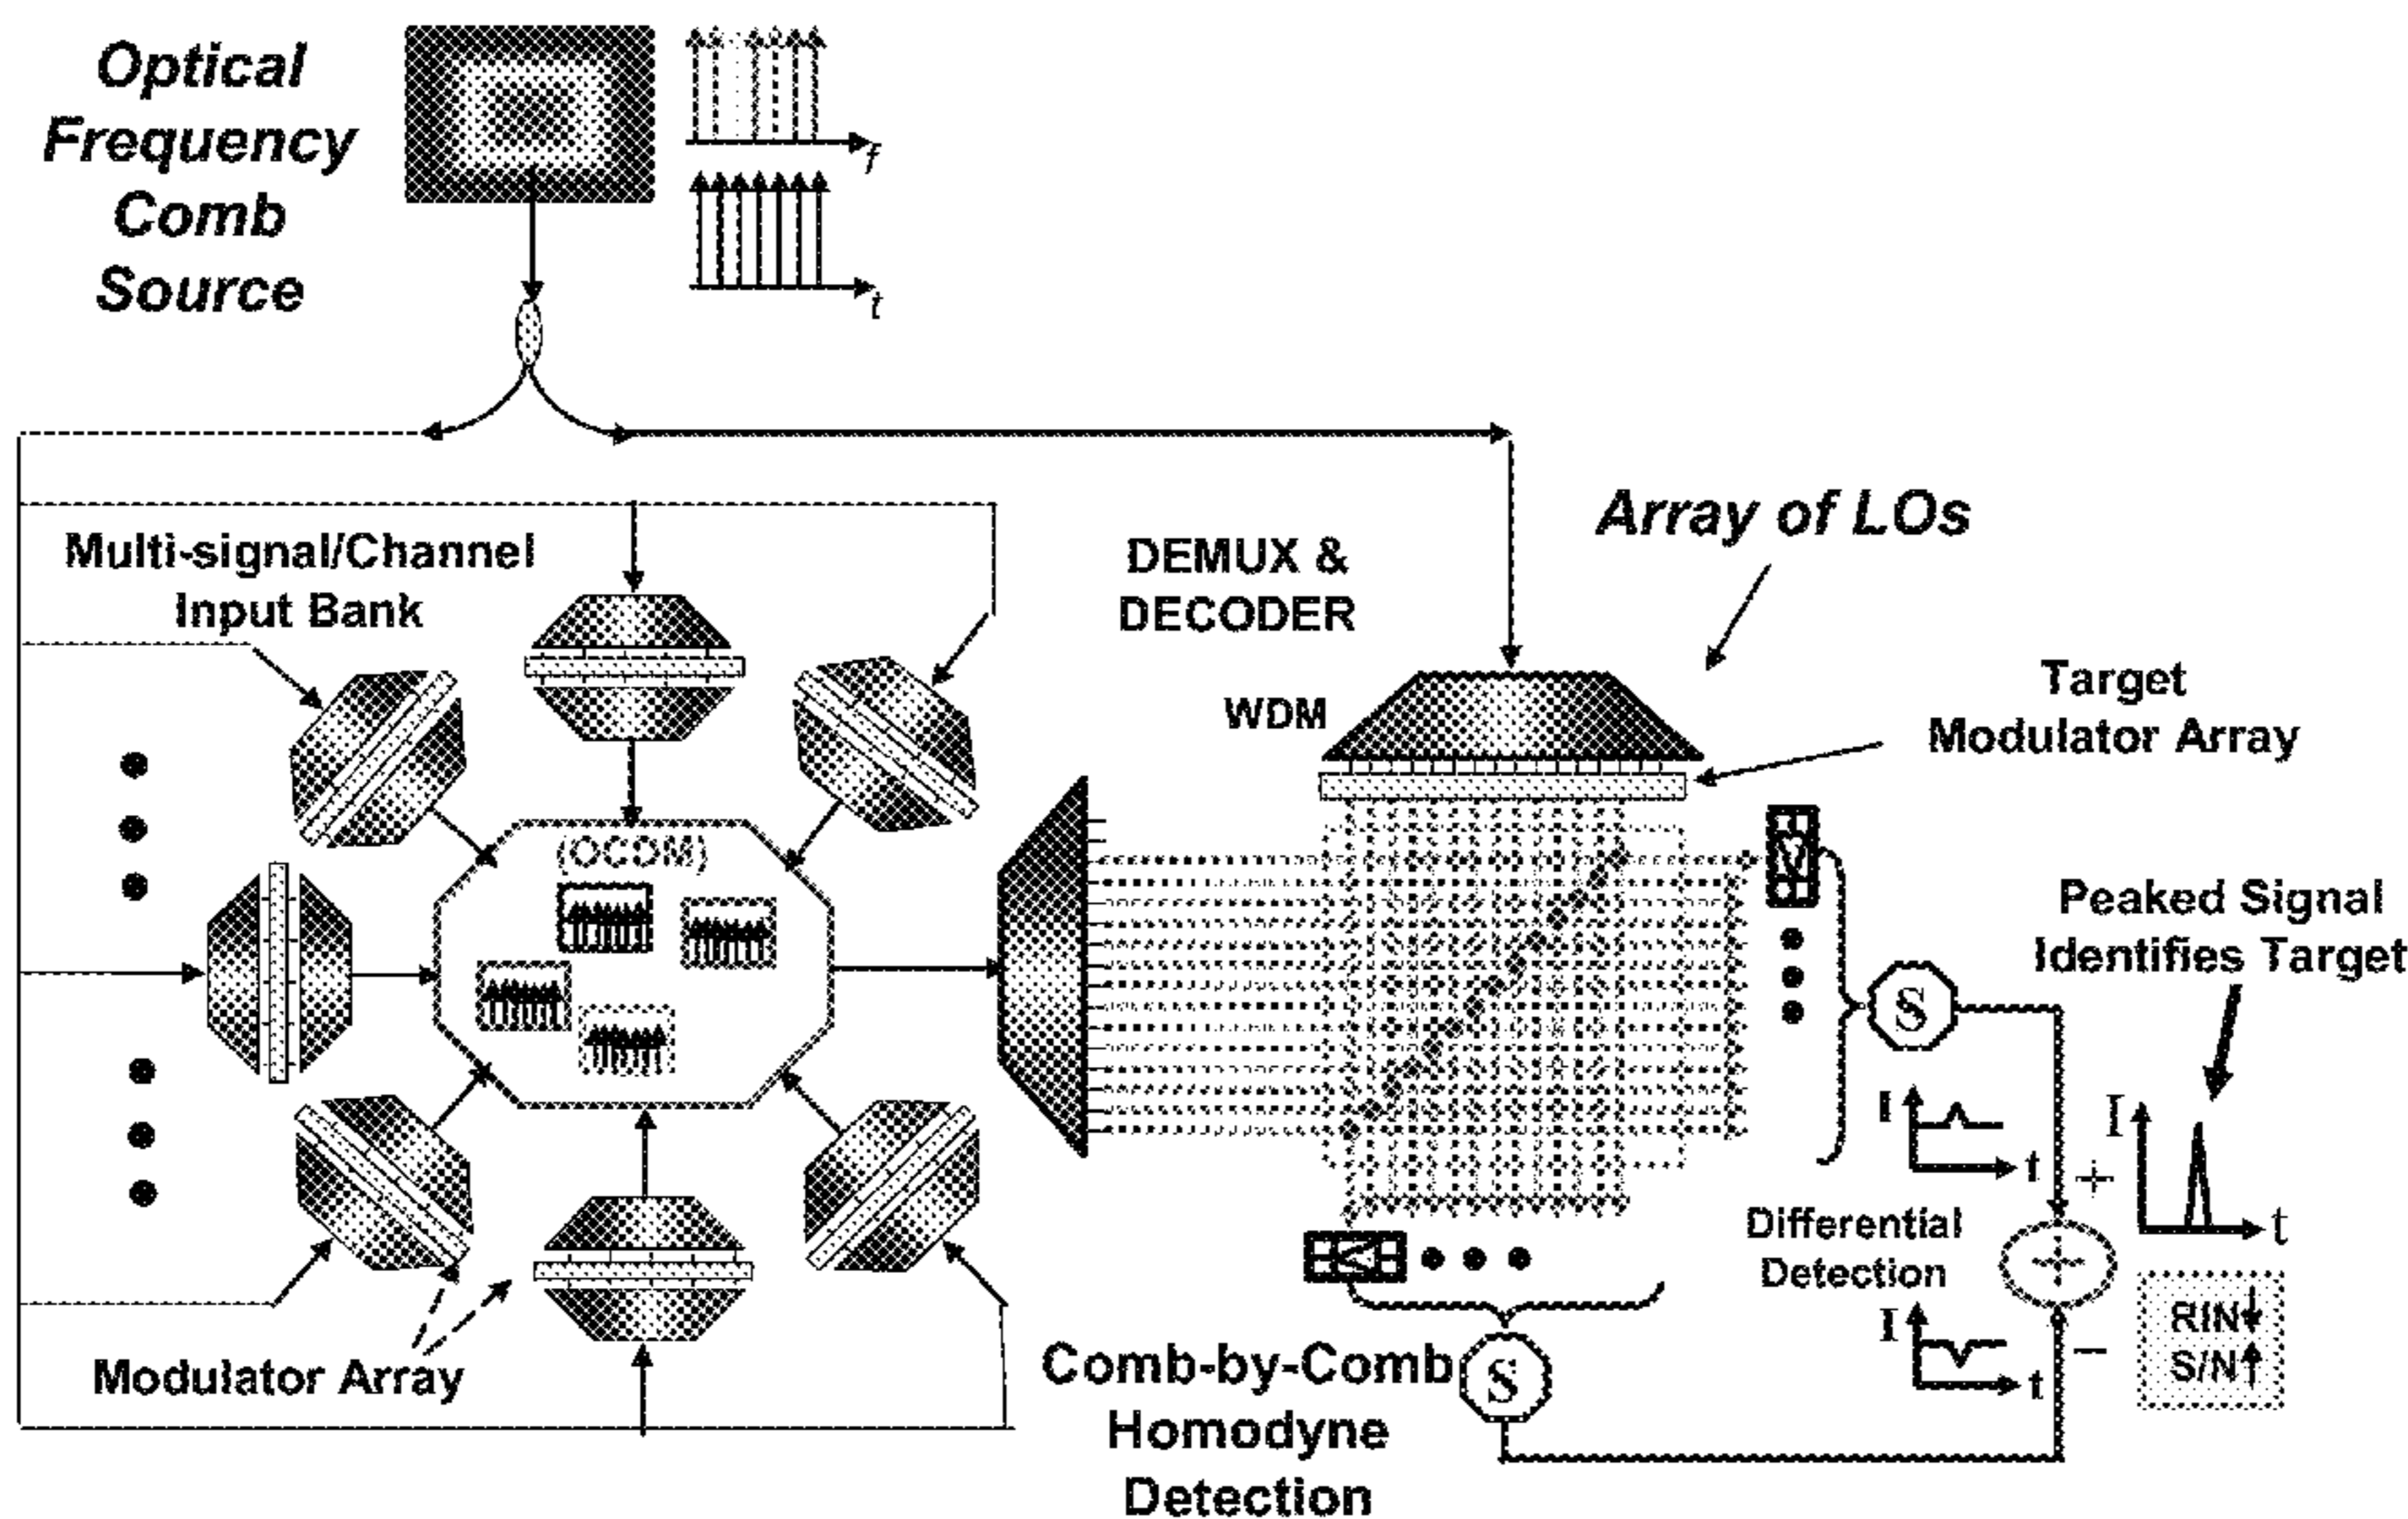 Optical
Frequency
Comb
Source
f
t
Multi-signal/Channel
Input Bank
DEMUX &
DECODER
Array of LOs
WDM
Target
Modulator Array
(OCDM)
Peaked Signal
Identifies Target
S
I
t
+
I
t
Differential
Detection
I
t
−
RIN↓
S/N↑
Modulator Array
Comb-by-Comb
Homodyne
Detection
S